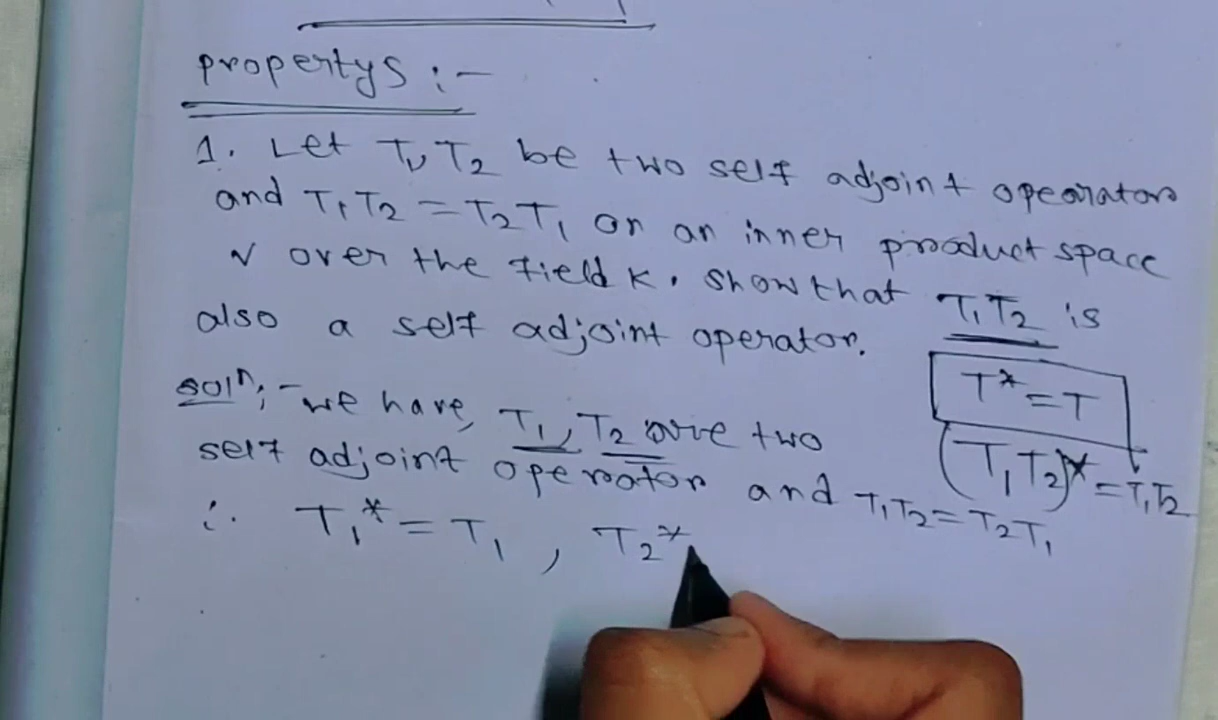 propertys :-
1. Let T₁, T₂ be two self adjoint opearators
and T₁T₂ = T₂T₁ on an inner product space
V over the field K. Show that T₁T₂ is
also a self adjoint operator.
T* = T
Solⁿ; - we have, T₁, T₂ are two
(T₁T₂)* = T₁T₂
self adjoint operator and T₁T₂ = T₂T₁
∴ T₁* = T₁ , T₂*